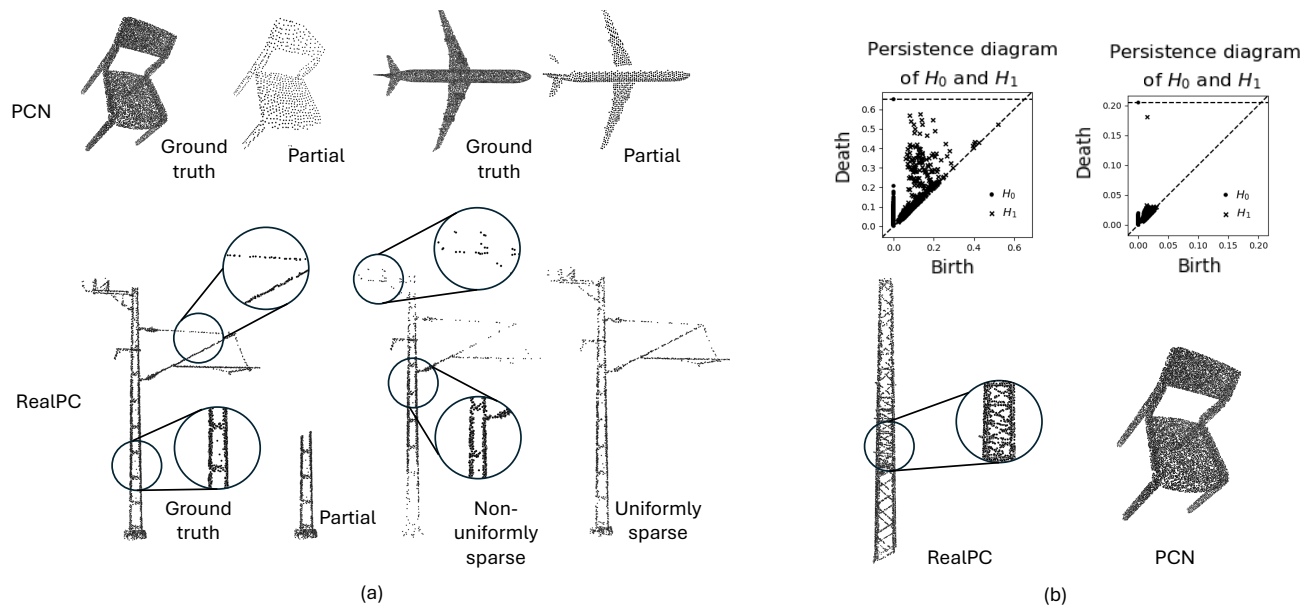 PCN
Ground
truth
Partial
Ground
truth
Partial
RealPC
Ground
truth
Partial
Non-
uniformly
sparse
Uniformly
sparse
(a)
Persistence diagram
of H₀ and H₁
Death
0.6
0.5
0.4
0.3
0.2
0.1
0.0
H₀
H₁
0.0 0.2 0.4 0.6
Birth
Persistence diagram
of H₀ and H₁
Death
0.20
0.15
0.10
0.05
0.00
H₀
H₁
0.00 0.05 0.10 0.15 0.20
Birth
RealPC
PCN
(b)